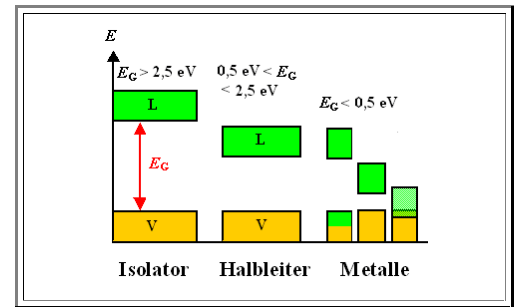 E
E_G > 2,5 eV
0,5 eV < E_G
< 2,5 eV
E_G < 0,5 eV
L
L
E_G
V
V
Isolator
Halbleiter
Metalle